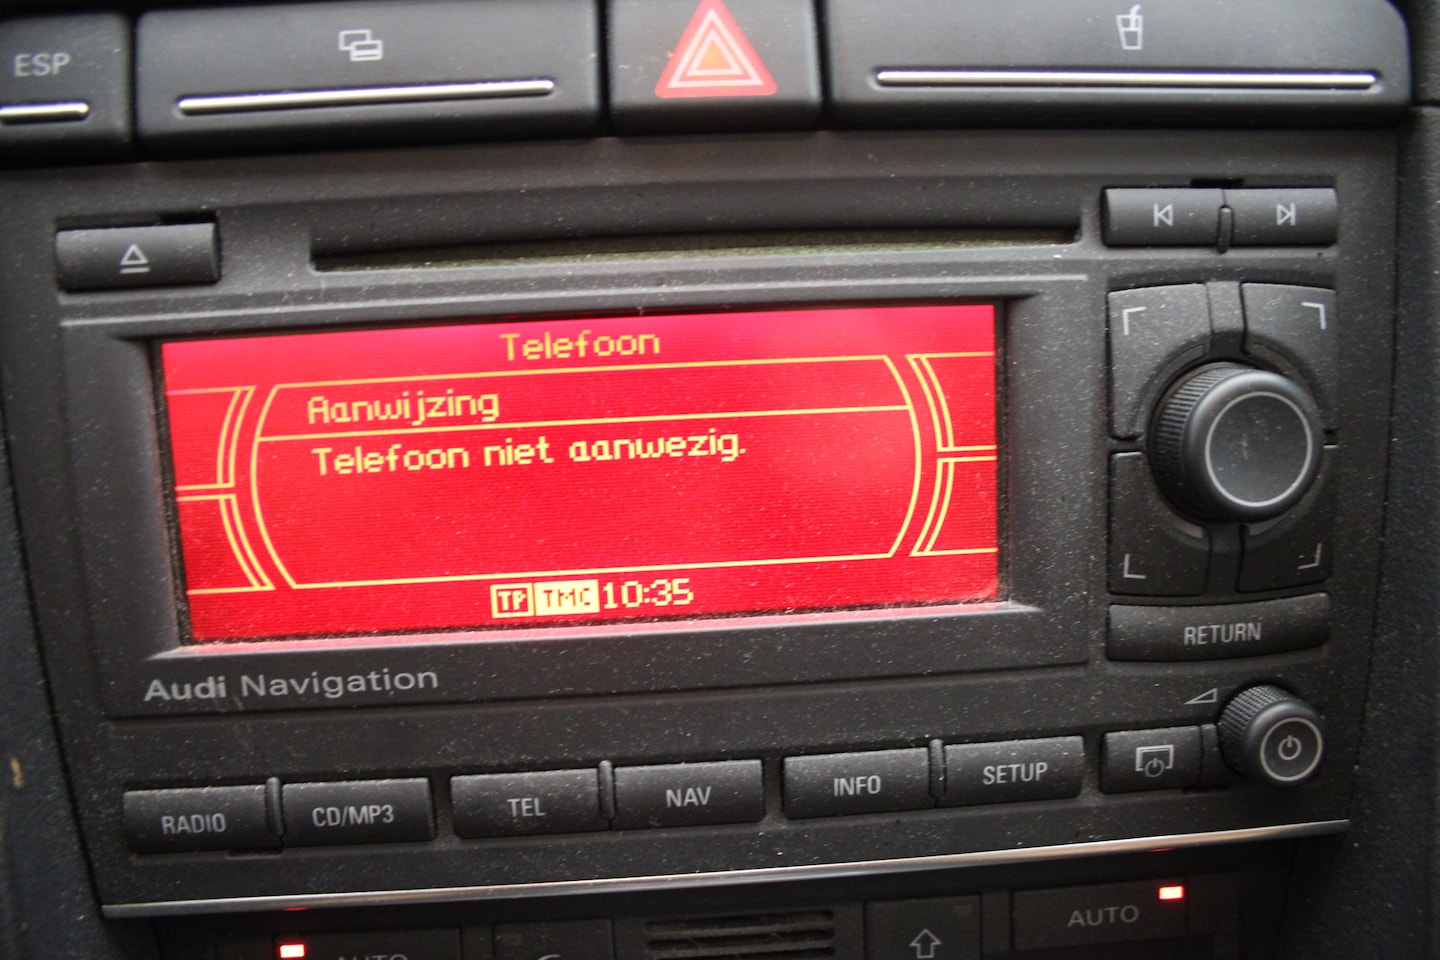 ESP
Telefoon
Aanwijzing
Telefoon niet aanwezig.
TP TMC 10:35
RETURN
Audi Navigation
RADIO CD/MP3 TEL NAV INFO SETUP
AUTO AUTO